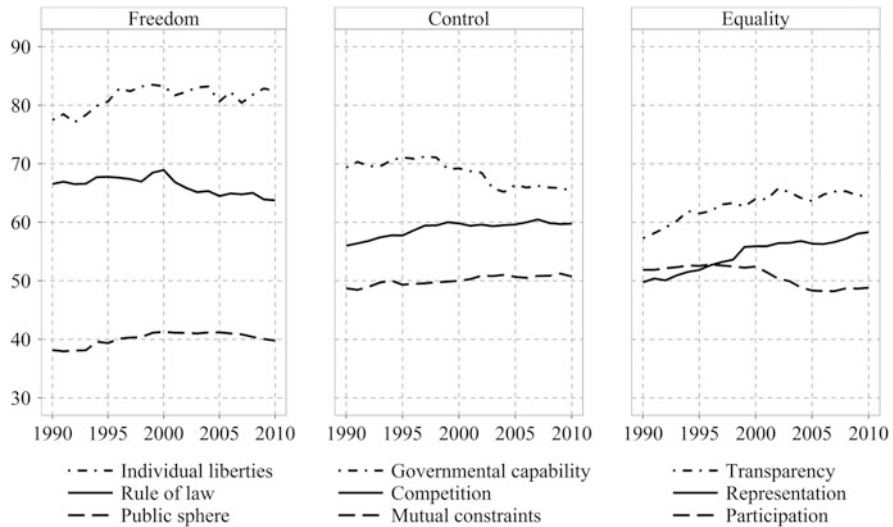 Freedom Control Equality
90
80
70
60
50
40
30
1990 1995 2000 2005 2010 1990 1995 2000 2005 2010 1990 1995 2000 2005 2010
Individual liberties Governmental capability Transparency
Rule of law Competition Representation
Public sphere Mutual constraints Participation